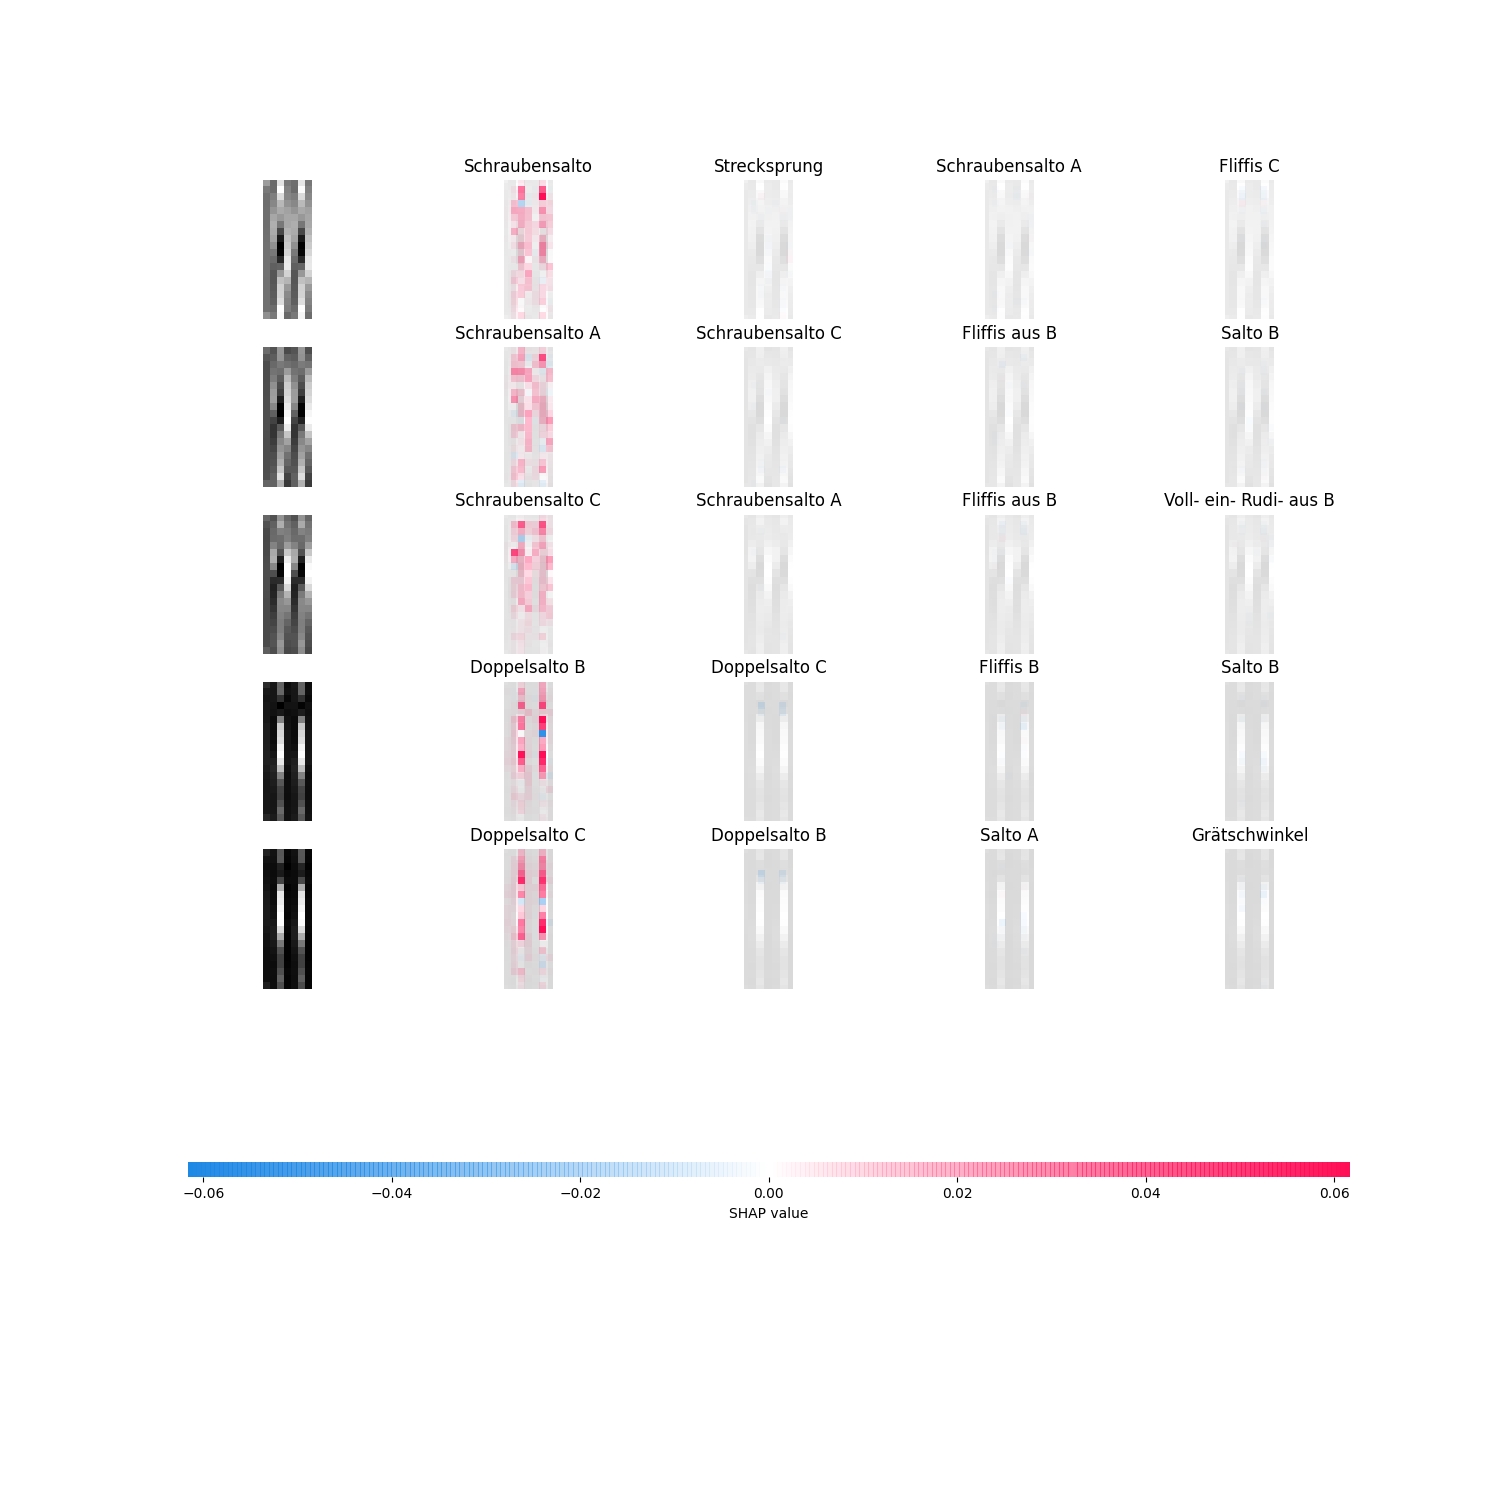 Schraubensalto Strecksprung Schraubensalto A Fliffis C
Schraubensalto A Schraubensalto C Fliffis aus B Salto B
Schraubensalto C Schraubensalto A Fliffis aus B Voll- ein- Rudi- aus B
Doppelsalto B Doppelsalto C Fliffis B Salto B
Doppelsalto C Doppelsalto B Salto A Grätschwinkel
−0.06 −0.04 −0.02 0.00 0.02 0.04 0.06
SHAP value